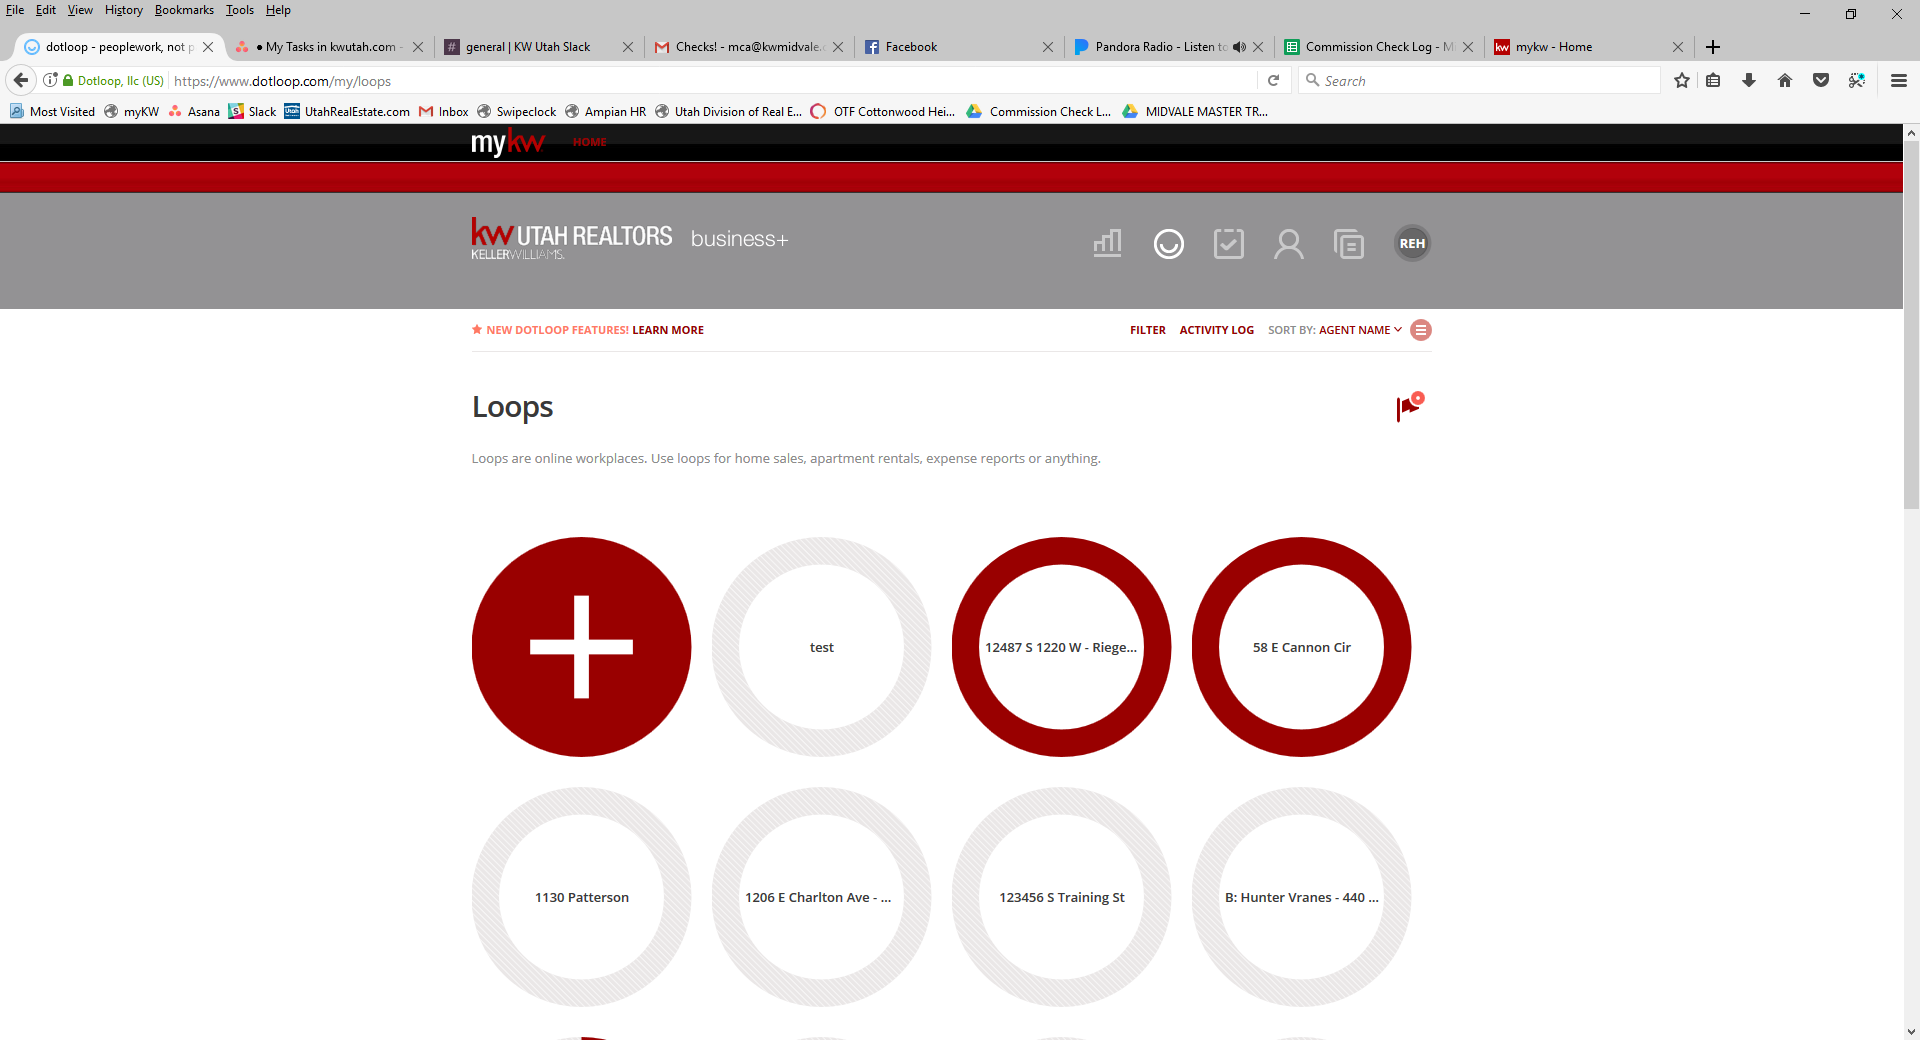 File Edit View History Bookmarks Tools Help
dotloop - peoplework, not p
● My Tasks in kwutah.com -
# general | KW Utah Slack
Checks! - mca@kwmidvale.c
Facebook
Pandora Radio - Listen to
Commission Check Log - Mi
kw mykw - Home
Dotloop, llc (US) https://www.dotloop.com/my/loops Search
Most Visited myKW Asana Slack UtahRealEstate.com Inbox Swipeclock Ampian HR Utah Division of Real E... OTF Cottonwood Hei... Commission Check L... MIDVALE MASTER TR...
mykw HOME
kw UTAH REALTORS business+ REH
KELLERWILLIAMS.
NEW DOTLOOP FEATURES! LEARN MORE FILTER ACTIVITY LOG SORT BY: AGENT NAME
Loops
Loops are online workplaces. Use loops for home sales, apartment rentals, expense reports or anything.
test
12487 S 1220 W - Riege...
58 E Cannon Cir
1130 Patterson
1206 E Charlton Ave - ...
123456 S Training St
B: Hunter Vranes - 440 ...